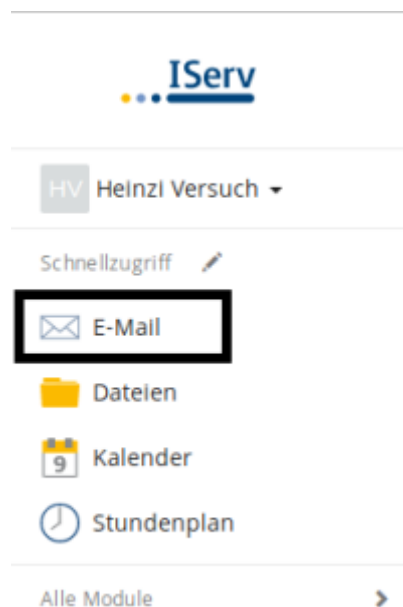 IServ
HV Heinzi Versuch
Schnellzugriff
E-Mail
Dateien
9 Kalender
Stundenplan
Alle Module